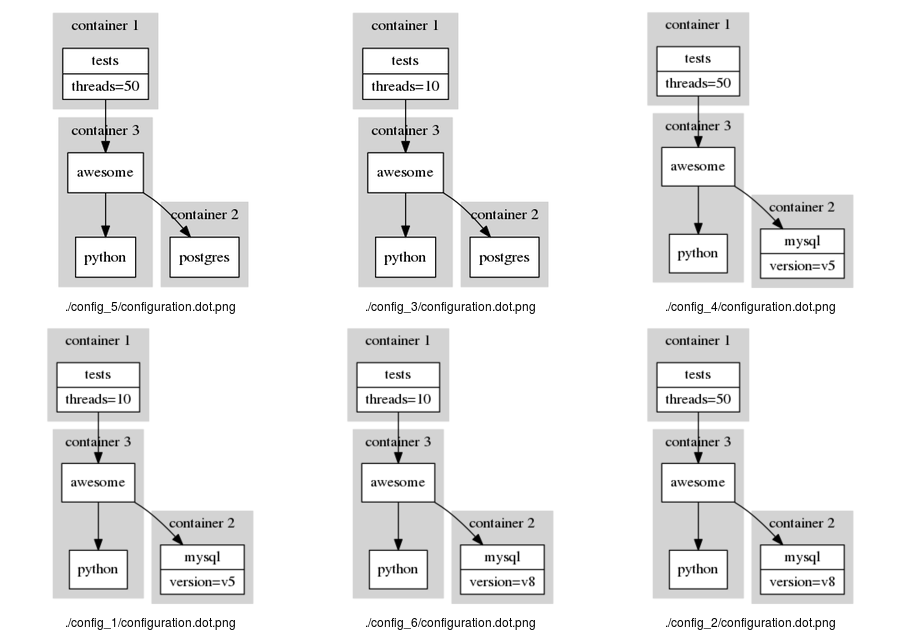 container 1
tests
threads=50
container 3
awesome
container 2
python
postgres
./config_5/configuration.dot.png
container 1
tests
threads=10
container 3
awesome
container 2
python
postgres
./config_3/configuration.dot.png
container 1
tests
threads=50
container 3
awesome
container 2
python
mysql
version=v5
./config_4/configuration.dot.png
container 1
tests
threads=10
container 3
awesome
container 2
python
mysql
version=v5
./config_1/configuration.dot.png
container 1
tests
threads=10
container 3
awesome
container 2
python
mysql
version=v8
./config_6/configuration.dot.png
container 1
tests
threads=50
container 3
awesome
container 2
python
mysql
version=v8
./config_2/configuration.dot.png